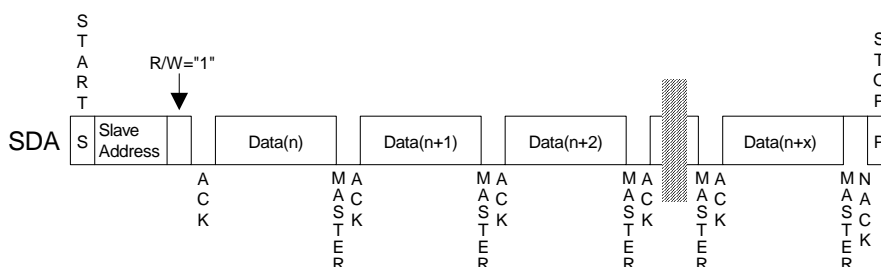 START
STOP
R/W="1"
SDA
S
Slave
Address
Data(n)
Data(n+1)
Data(n+2)
Data(n+x)
P
ACK
MASTER
ACK
MASTER
ACK
MASTER
ACK
MASTER
ACK
MASTER
NACK